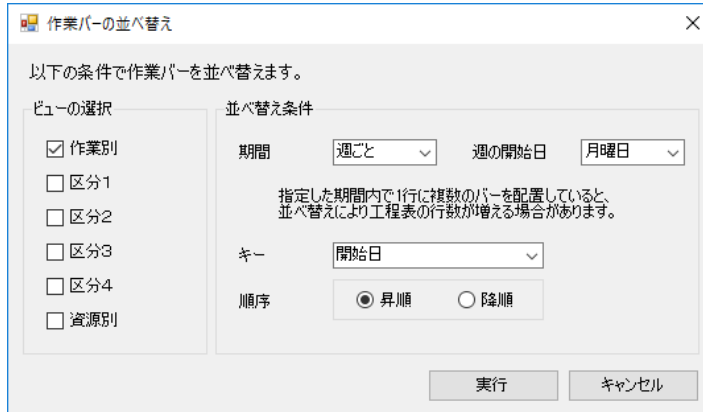 作業バーの並べ替え
以下の条件で作業バーを並べ替えます。
ビューの選択
作業別
区分1
区分2
区分3
区分4
資源別
並べ替え条件
期間 週ごと 週の開始日 月曜日
指定した期間内で1行に複数のバーを配置していると、
並べ替えにより工程表の行数が増える場合があります。
キー 開始日
順序 昇順 降順
実行 キャンセル